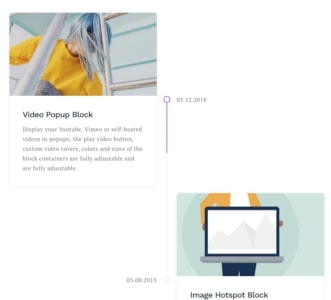 05.12.2018
Video Popup Block
Display your Youtube, Vimeo or self-hosted
videos in popups; the play video button,
custom video covers, colors and sizes of the
block containers are fully adjustable and
are fully adjustable.
05.08.2015
Image Hotspot Block